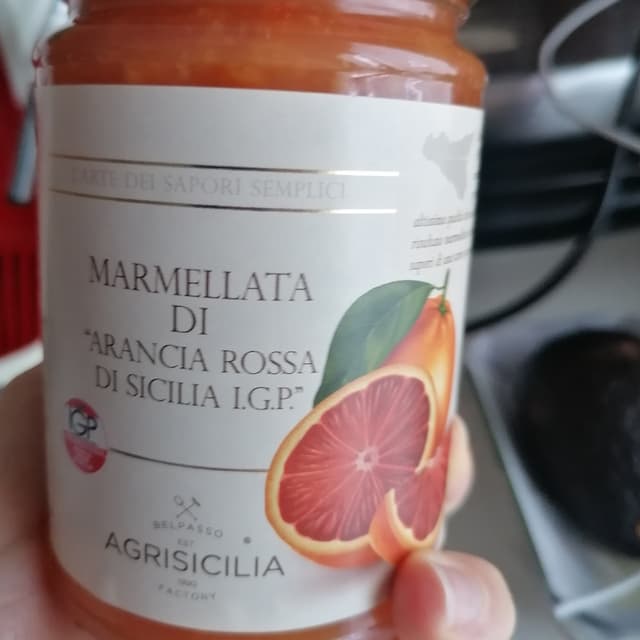 L'ARTE DEI SAPORI SEMPLICI
MARMELLATA
DI
"ARANCIA ROSSA
DI SICILIA I.G.P."
IGP
BELPASSO
EST
AGRISICILIA®
FACTORY